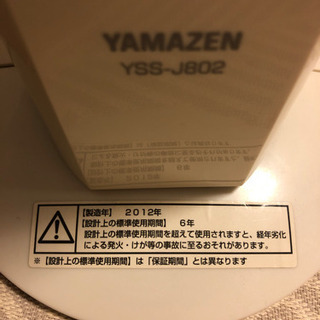 YAMAZEN
YSS-J802
【製造年】 2012年
【設計上の標準使用期間】 6年
設計上の標準使用期間を超えて使用されますと、経年劣化
による発火・けが等の事故に至るおそれがあります。
※【設計上の標準使用期間】は「保証期間」とは異なります